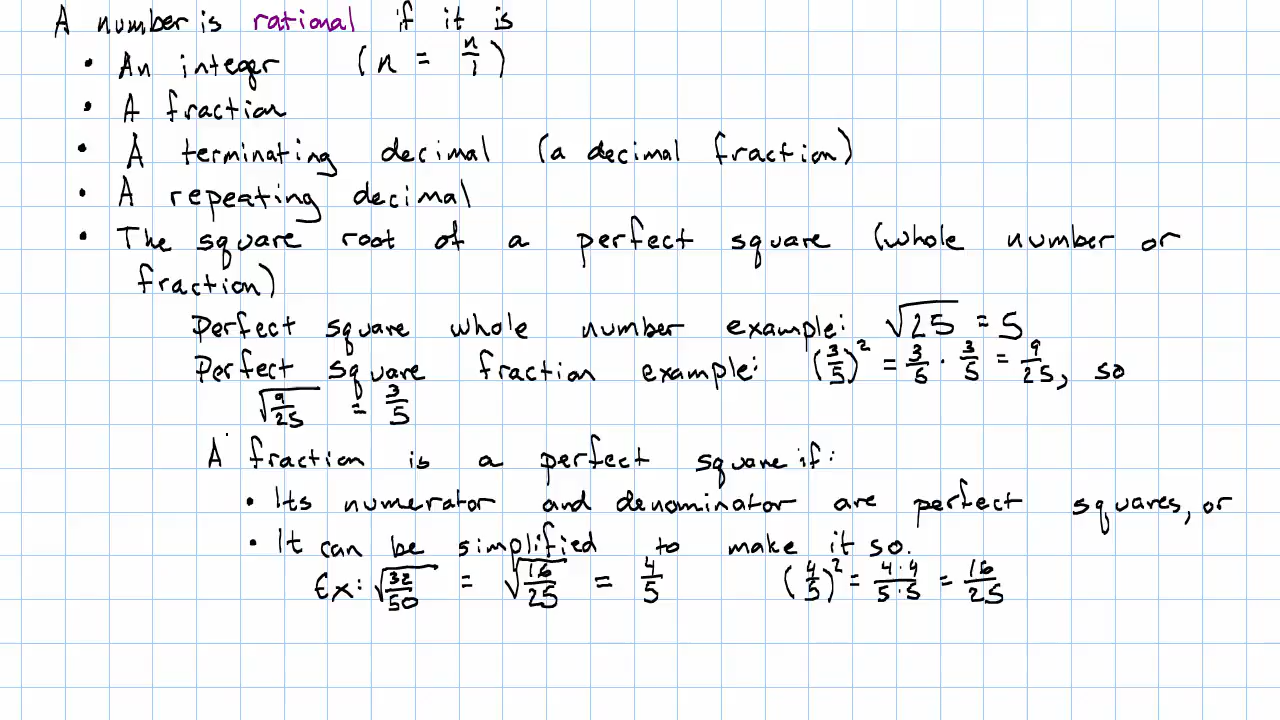 A number is rational if it is
• An integr (n = n/1)
• A fraction
• A terminating decimal (a decimal fraction)
• A repeating decimal
• The square root of a perfect square (whole number or
fraction)
Perfect square whole number example: √25 = 5
Perfect square fraction example: (3/5)² = 3/5 · 3/5 = 9/25, so
√(9/25) = 3/5
A fraction is a perfect square if:
• Its numerator and denominator are perfect squares, or
• It can be simplified to make it so.
Ex: √(32/50) = √(16/25) = 4/5 (4/5)² = 4·4/5·5 = 16/25